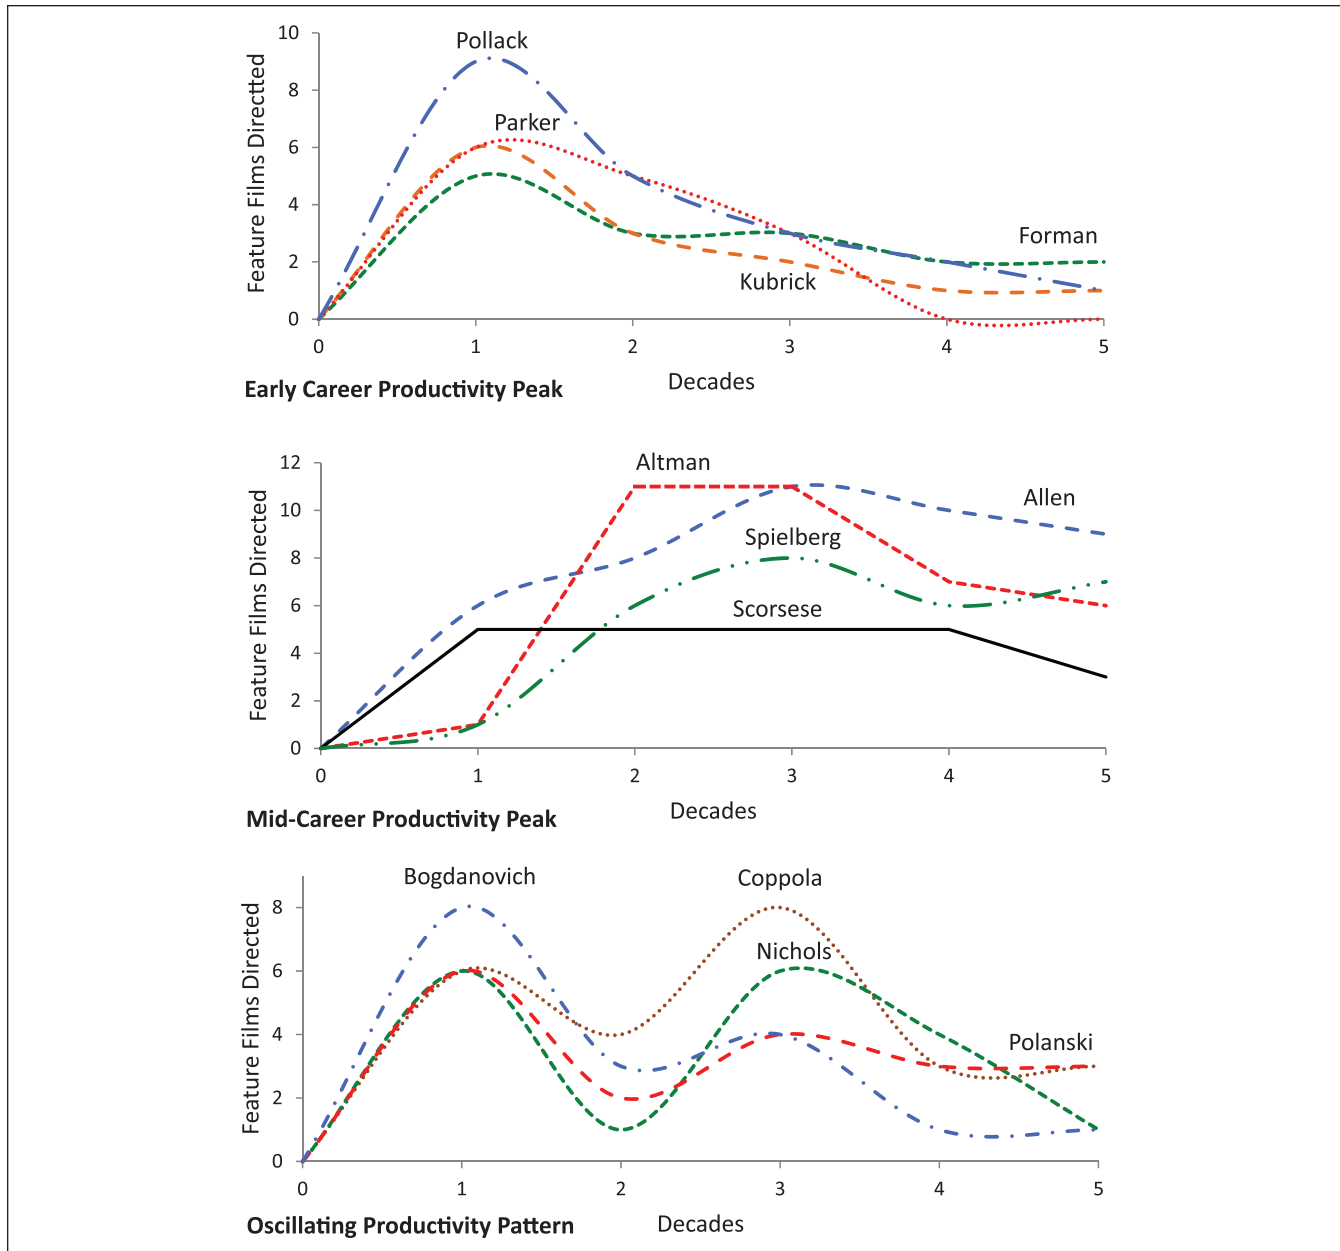 Feature Films Directted
10
8
6
4
2
0
Pollack
Parker
Forman
Kubrick
0 1 2 3 4 5
Decades
Early Career Productivity Peak
Feature Films Directed
12
10
8
6
4
2
0
Altman
Allen
Spielberg
Scorsese
0 1 2 3 4 5
Decades
Mid-Career Productivity Peak
Feature Films Directed
8
6
4
2
0
Bogdanovich
Coppola
Nichols
Polanski
0 1 2 3 4 5
Decades
Oscillating Productivity Pattern